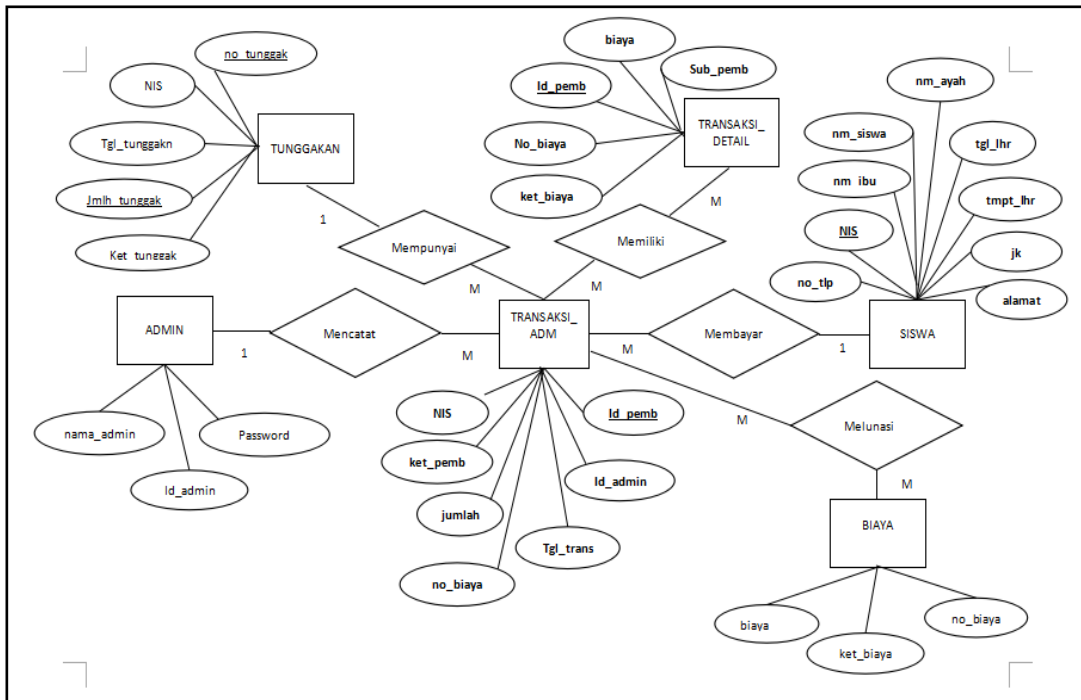 no_tunggak
NIS
Tgl_tunggakn
Jmlh_tunggak
Ket_tunggak
TUNGGAKAN
biaya
Sub_pemb
Id_pemb
No_biaya
ket_biaya
TRANSAKSI_
DETAIL
nm_ayah
nm_siswa
tgl_lhr
nm_ibu
tmpt_lhr
NIS
jk
no_tlp
alamat
1
Mempunyai
M
M
Memiliki
M
ADMIN
1
Mencatat
M
TRANSAKSI_
ADM
M
Membayar
1
SISWA
nama_admin
Password
Id_admin
NIS
Id_pemb
ket_pemb
Id_admin
jumlah
Tgl_trans
no_biaya
M
Melunasi
M
BIAYA
biaya
ket_biaya
no_biaya